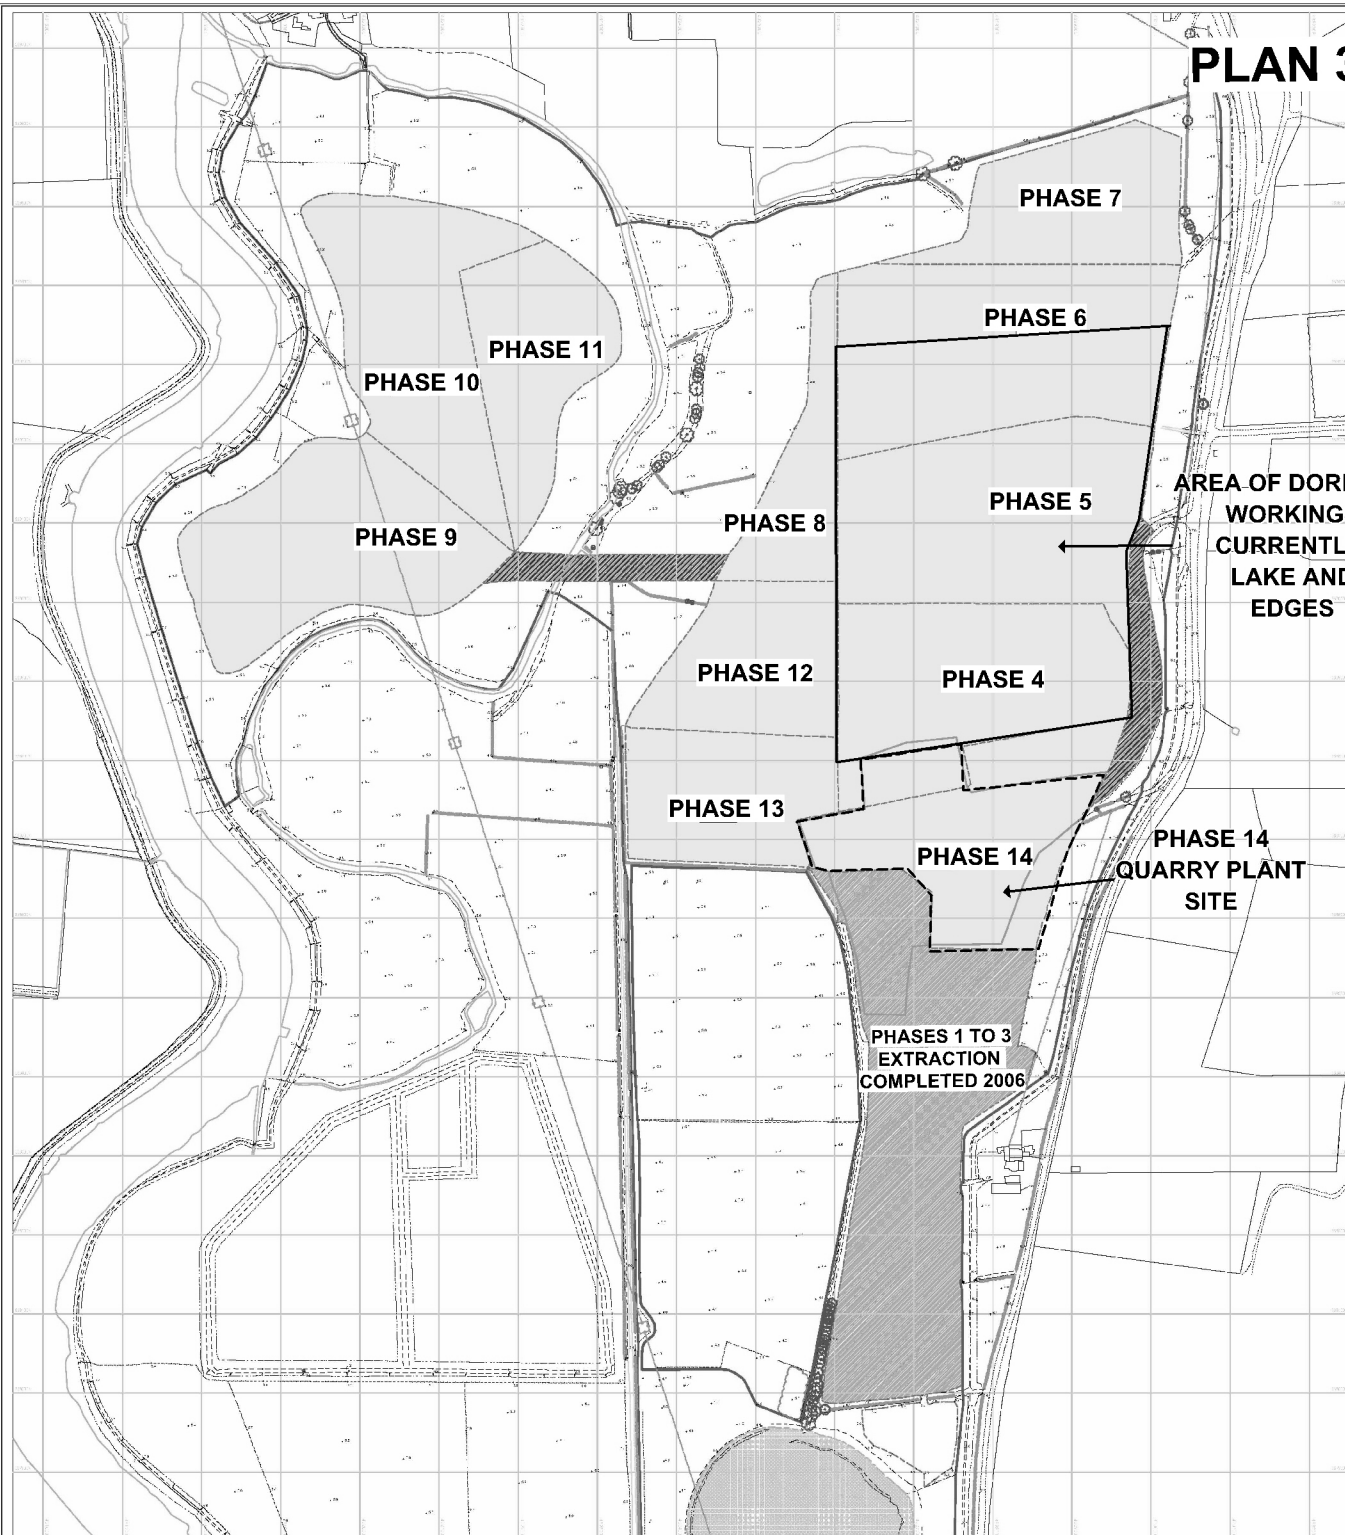 PLAN 3
PHASE 7
PHASE 6
PHASE 11
PHASE 10
PHASE 5
AREA OF DOR
WORKING
CURRENTL
LAKE AND
EDGES
PHASE 8
PHASE 9
PHASE 12
PHASE 4
PHASE 13
PHASE 14
PHASE 14
QUARRY PLANT
SITE
PHASES 1 TO 3
EXTRACTION
COMPLETED 2006